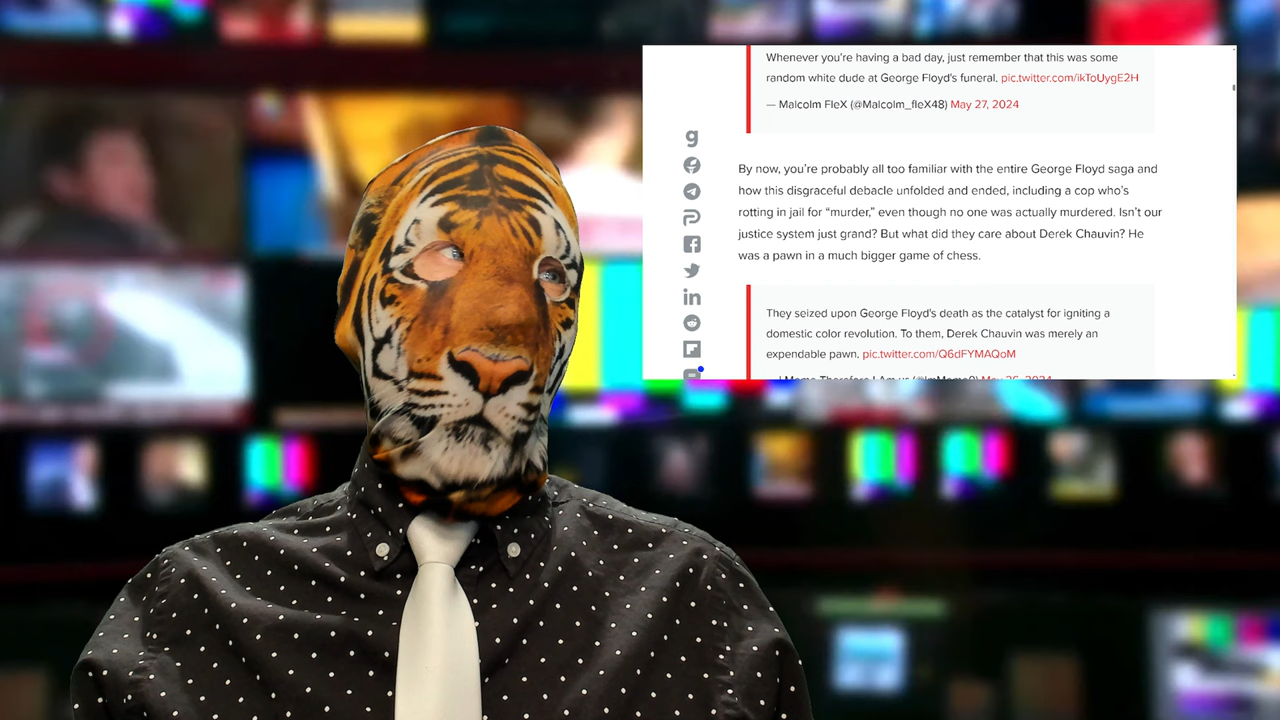 Whenever you're having a bad day, just remember that this was some
random white dude at George Floyd's funeral. pic.twitter.com/ikToUygE2H
— Malcolm FleX (@Malcolm_fleX48) May 27, 2024
By now, you're probably all too familiar with the entire George Floyd saga and
how this disgraceful debacle unfolded and ended, including a cop who's
rotting in jail for “murder,” even though no one was actually murdered. Isn't our
justice system just grand? But what did they care about Derek Chauvin? He
was a pawn in a much bigger game of chess.
They seized upon George Floyd's death as the catalyst for igniting a
domestic color revolution. To them, Derek Chauvin was merely an
expendable pawn. pic.twitter.com/Q6dFYMAQoM
I Meme Therefore I Am May 26, 2024